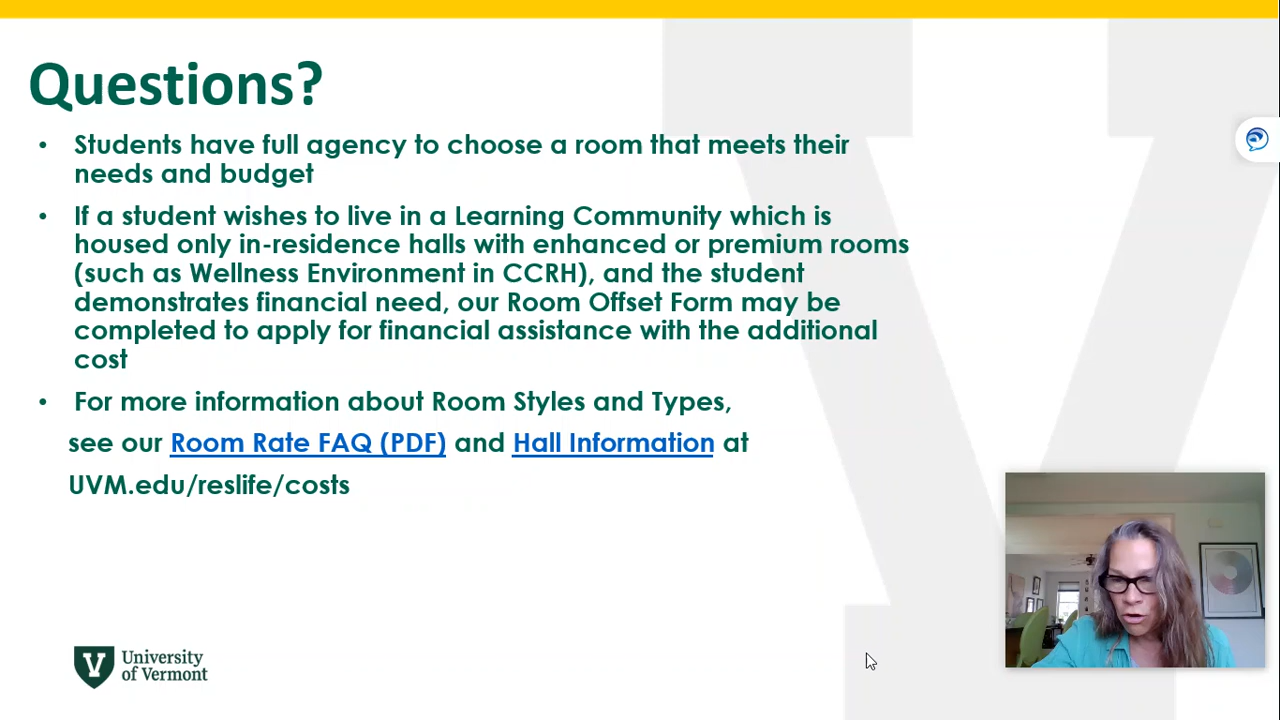 Questions?
• Students have full agency to choose a room that meets their
needs and budget
• If a student wishes to live in a Learning Community which is
housed only in-residence halls with enhanced or premium rooms
(such as Wellness Environment in CCRH), and the student
demonstrates financial need, our Room Offset Form may be
completed to apply for financial assistance with the additional
cost
• For more information about Room Styles and Types,
see our Room Rate FAQ (PDF) and Hall Information at
UVM.edu/reslife/costs
University
of Vermont